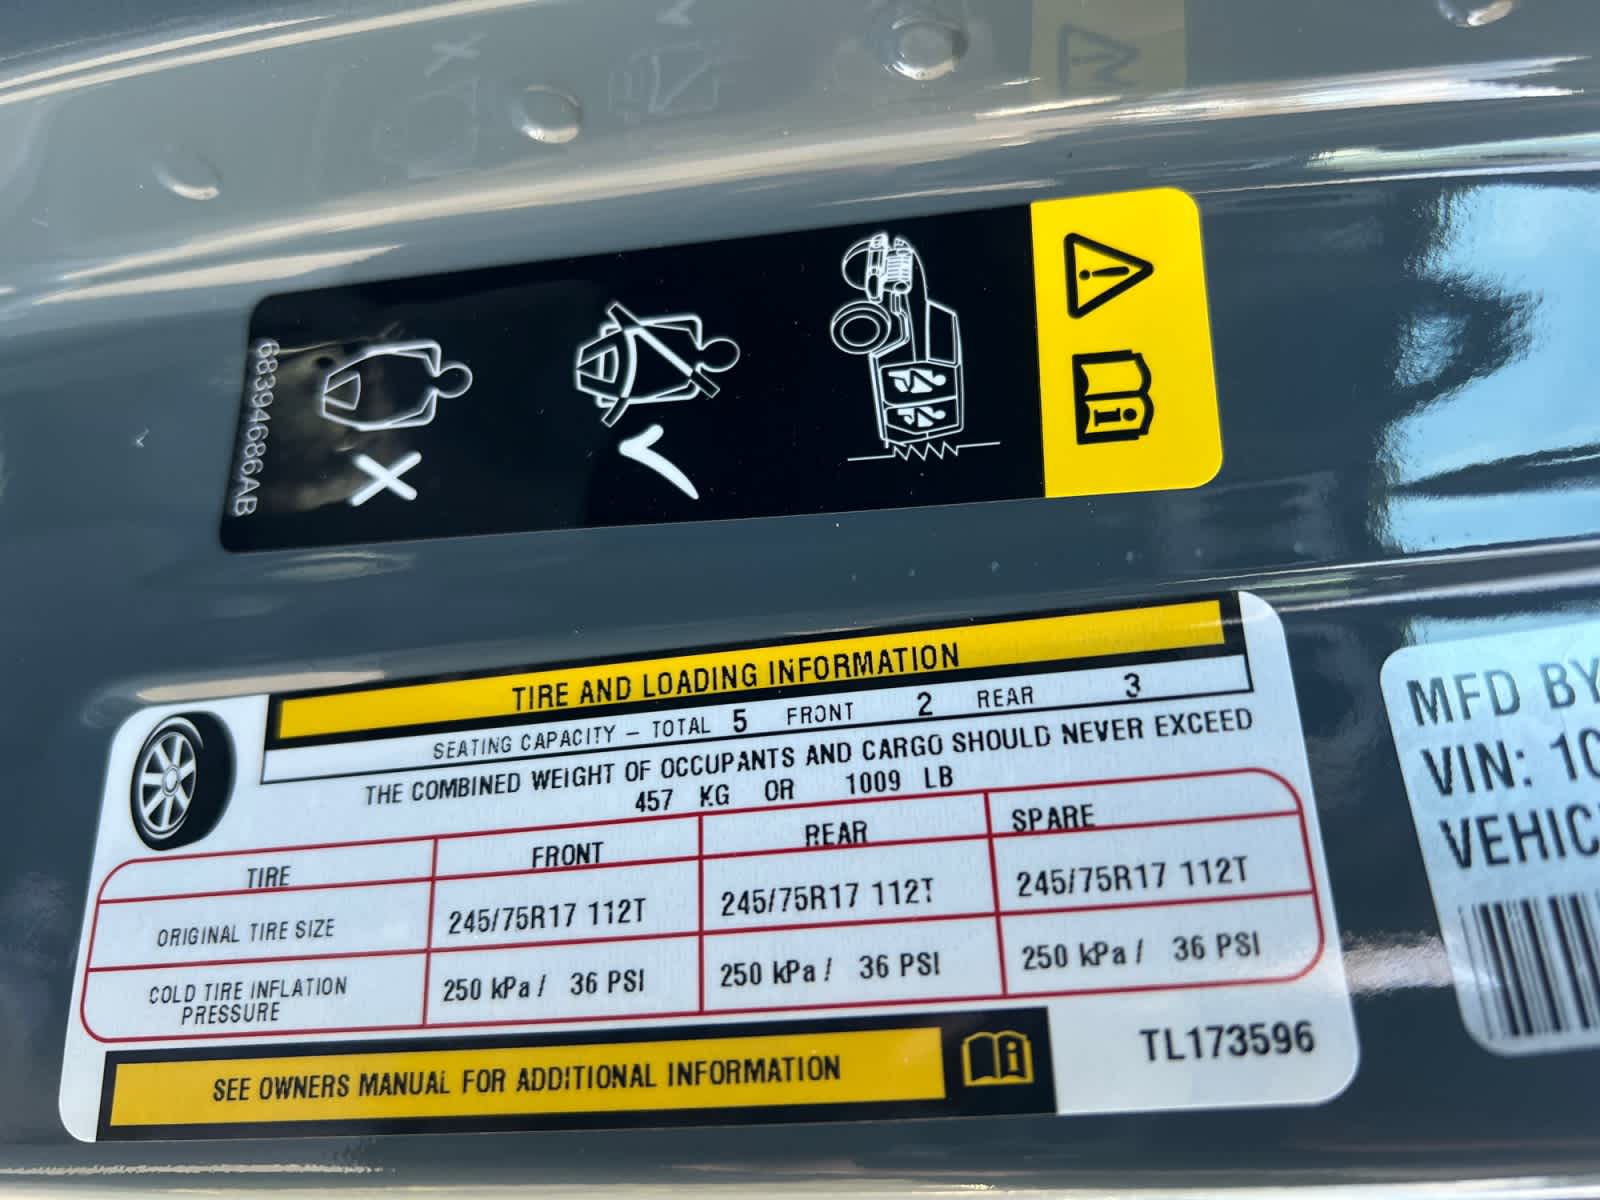 68394686AB
TIRE AND LOADING INFORMATION
SEATING CAPACITY – TOTAL 5 FRONT 2 REAR 3
THE COMBINED WEIGHT OF OCCUPANTS AND CARGO SHOULD NEVER EXCEED
457 KG OR 1009 LB
TIRE FRONT REAR SPARE
ORIGINAL TIRE SIZE 245/75R17 112T 245/75R17 112T 245/75R17 112T
COLD TIRE INFLATION PRESSURE 250 kPa / 36 PSI 250 kPa / 36 PSI 250 kPa / 36 PSI
SEE OWNERS MANUAL FOR ADDITIONAL INFORMATION
TL173596
MFD BY
VIN: 1C
VEHIC